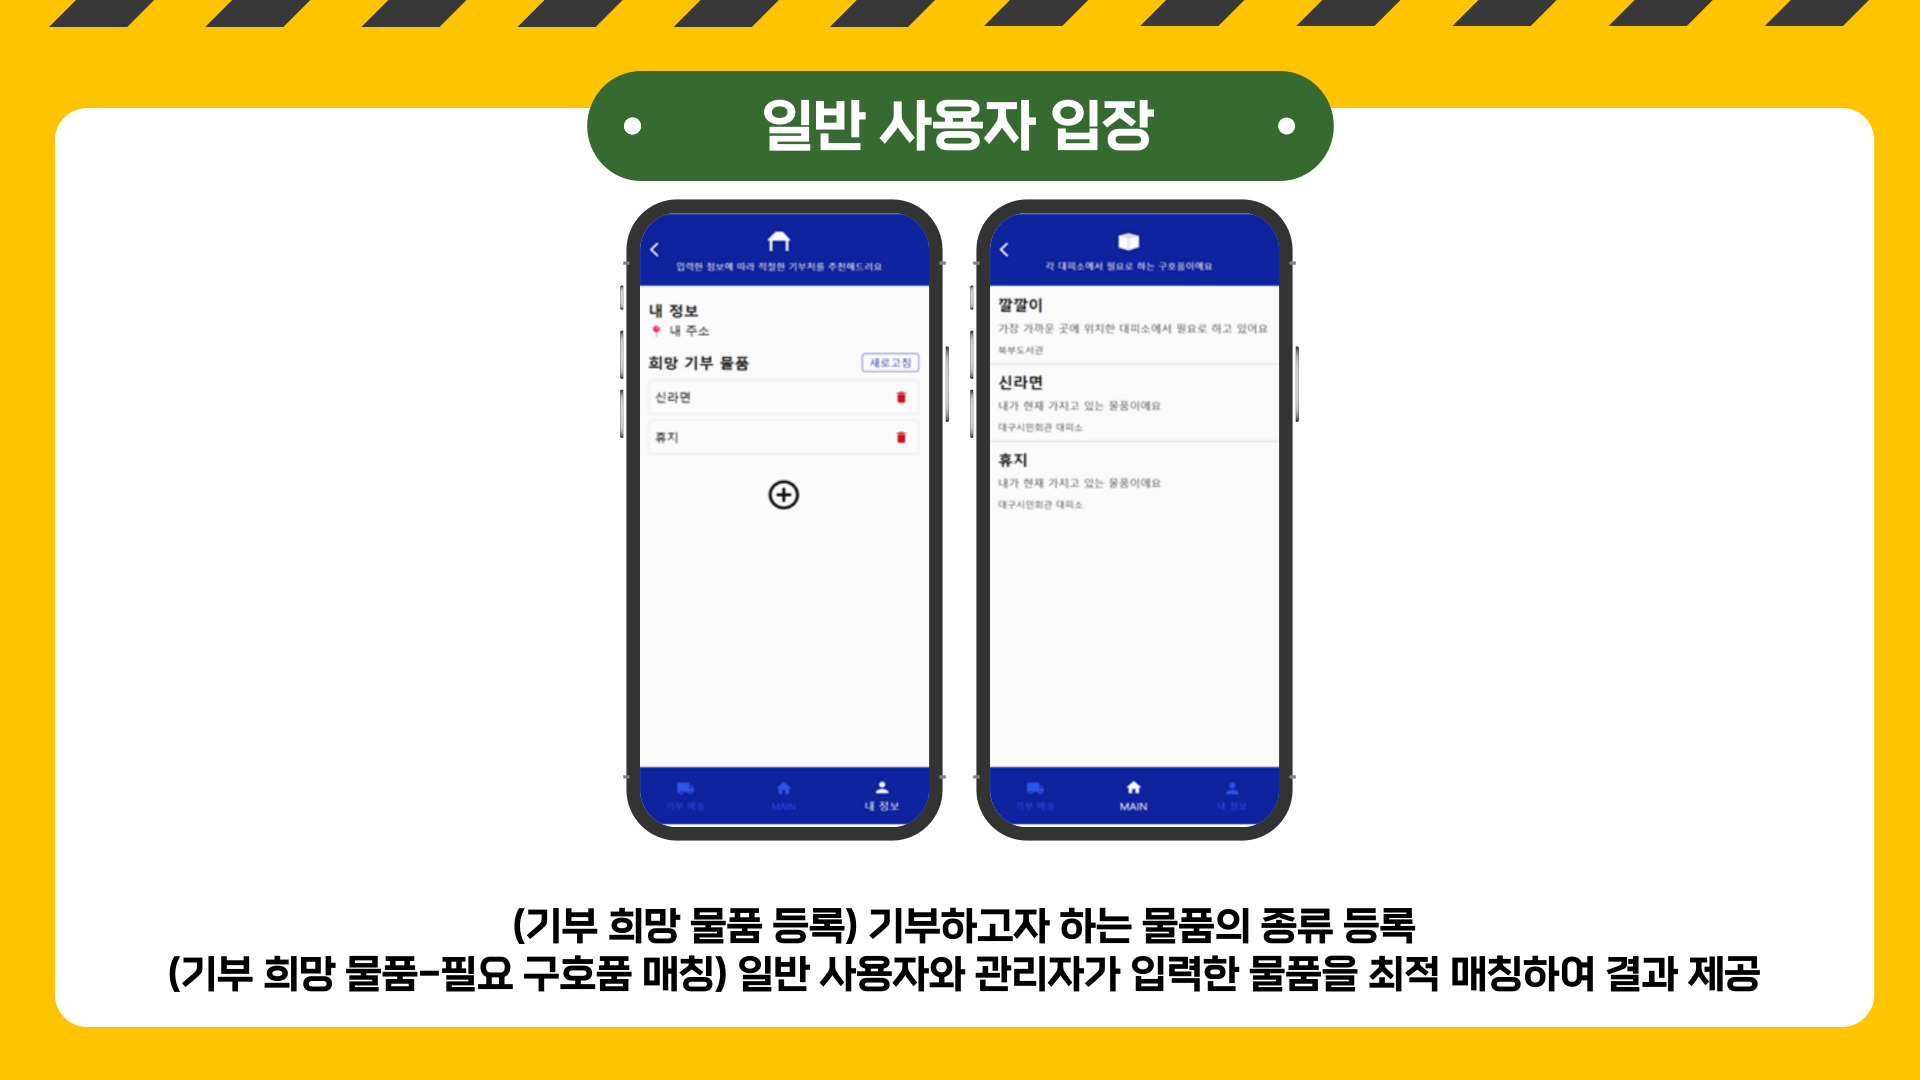 일반 사용자 입장
입력한 정보에 따라 적절한 기부처를 추천해드려요
내 정보
내 주소
희망 기부 물품
새로고침
신라면
휴지
기부 배송
MAIN
내 정보
각 대피소에서 필요로 하는 구호품이에요
깔깔이
가장 가까운 곳에 위치한 대피소에서 필요로 하고 있어요
북부도서관
신라면
내가 현재 가지고 있는 물품이에요
대구시민회관 대피소
휴지
내가 현재 가지고 있는 물품이에요
대구시민회관 대피소
기부 배송
MAIN
내 정보
(기부 희망 물품 등록) 기부하고자 하는 물품의 종류 등록
(기부 희망 물품-필요 구호품 매칭) 일반 사용자와 관리자가 입력한 물품을 최적 매칭하여 결과 제공